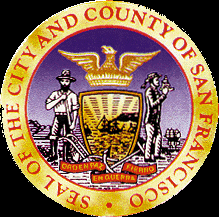 SEAL OF THE CITY AND COUNTY OF SAN FRANCISCO
ORO EN PAZ FIERRO
EN GUERRA